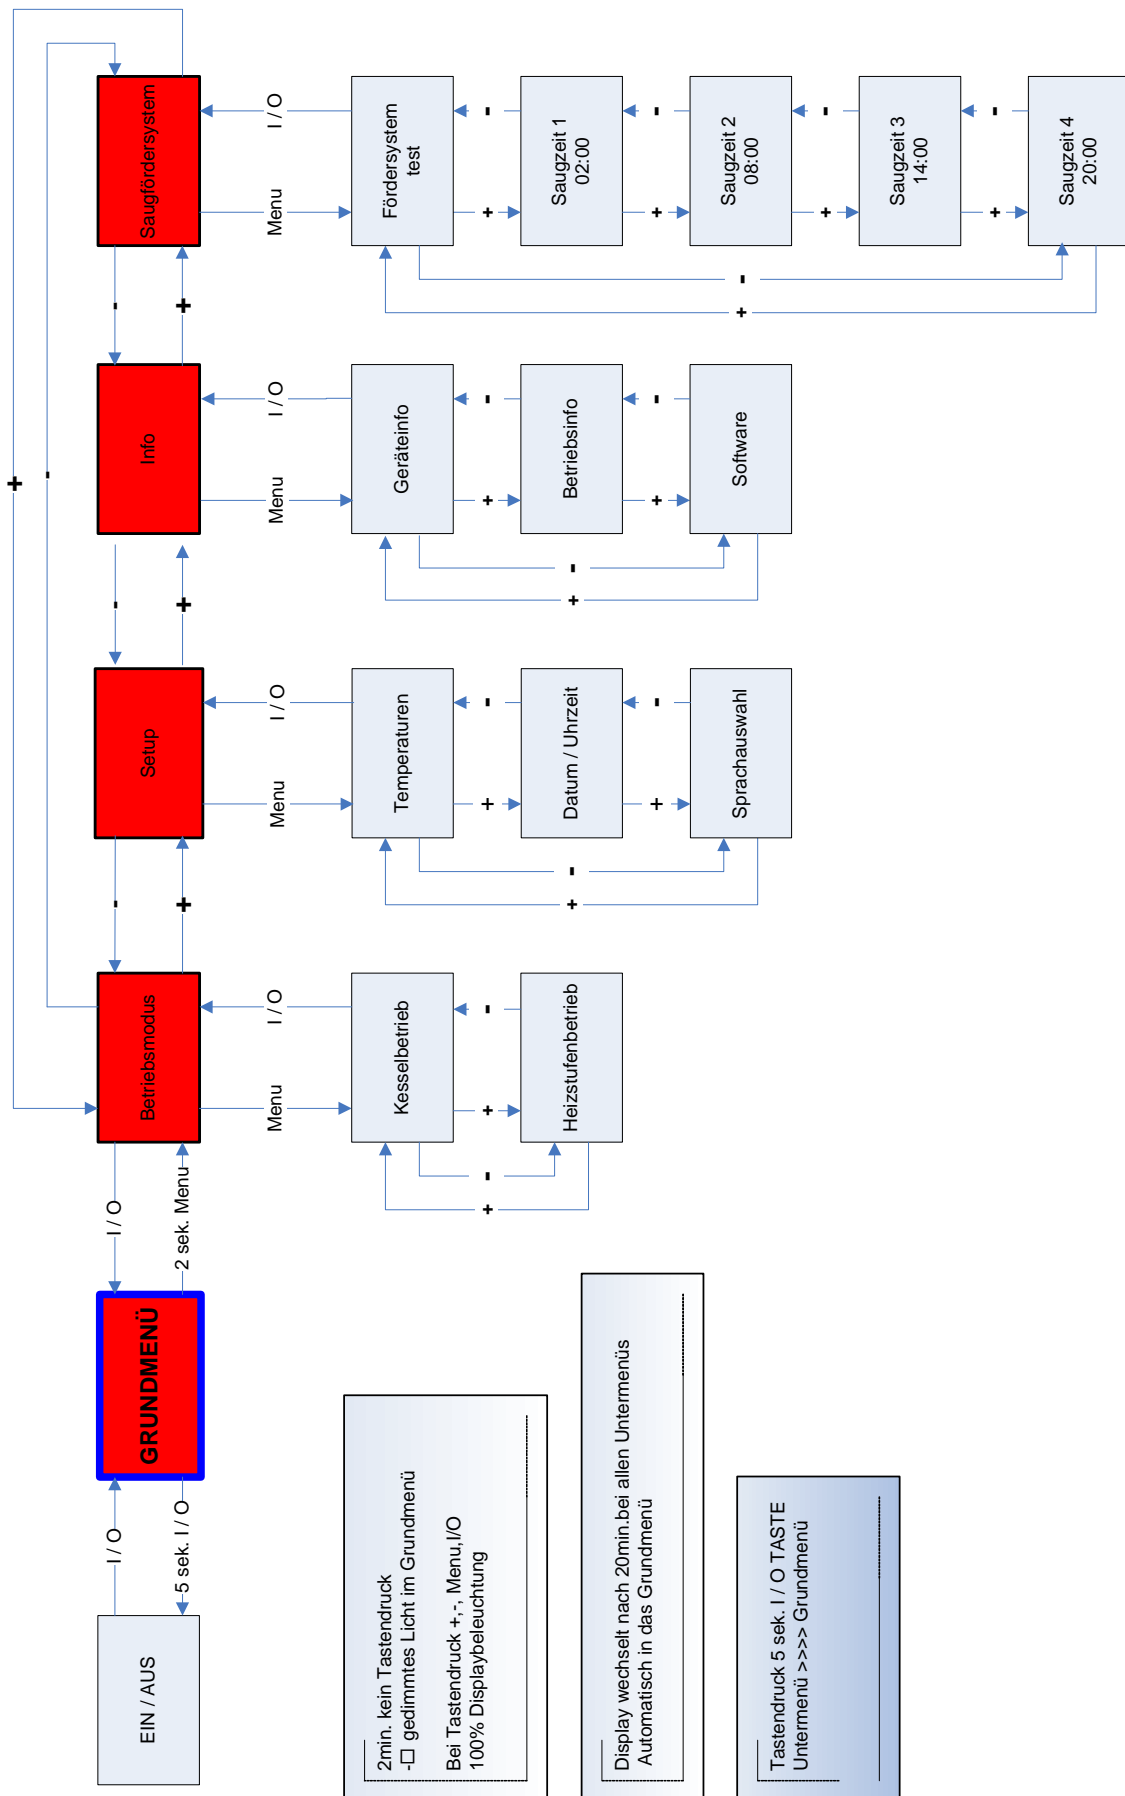 EIN / AUS
I / O
5 sek. I / O
GRUNDMENÜ
I / O
2 sek. Menu
Betriebsmodus
-
+
Setup
-
+
Info
-
+
Saugfördersystem
+
-
Menu
I / O
Kesselbetrieb
+
-
Heizstufenbetrieb
-
+
Menu
I / O
Temperaturen
+
-
Datum / Uhrzeit
+
-
Sprachauswahl
-
+
Menu
I / O
Geräteinfo
+
-
Betriebsinfo
+
-
Software
-
+
Menu
I / O
Fördersystem
test
+
-
Saugzeit 1
02:00
+
-
Saugzeit 2
08:00
+
-
Saugzeit 3
14:00
+
-
Saugzeit 4
20:00
-
+
2min. kein Tastendruck
-□ gedimmtes Licht im Grundmenü
Bei Tastendruck +,-, Menu,I/O
100% Displaybeleuchtung
Display wechselt nach 20min.bei allen Untermenüs
Automatisch in das Grundmenü
Tastendruck 5 sek. I / O TASTE
Untermenü >>>> Grundmenü